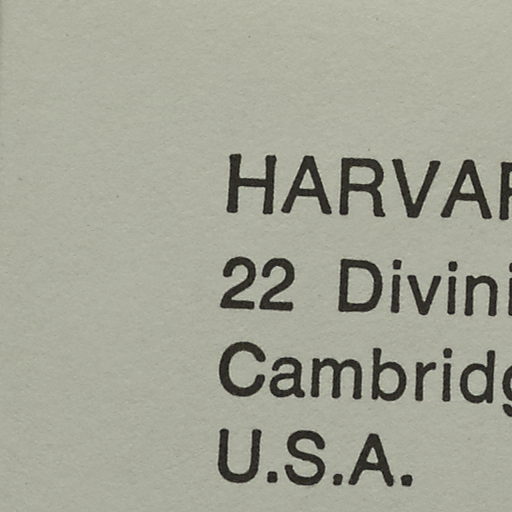 HARVAR
22 Divini
Cambridg
U.S.A.